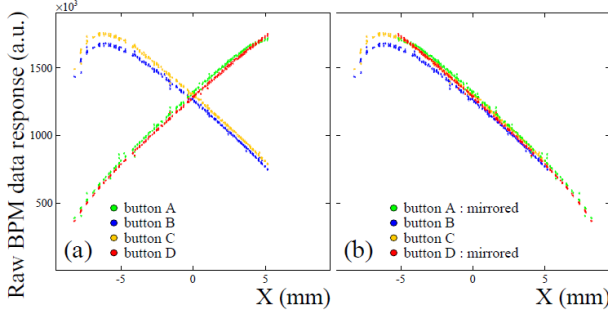 ×10³
Raw BPM data response (a.u.)
1500
1000
500
button A
button B
button C
button D
(a)
-5 0 5
X (mm)
button A : mirrored
button B
button C
button D : mirrored
(b)
-5 0 5
X (mm)